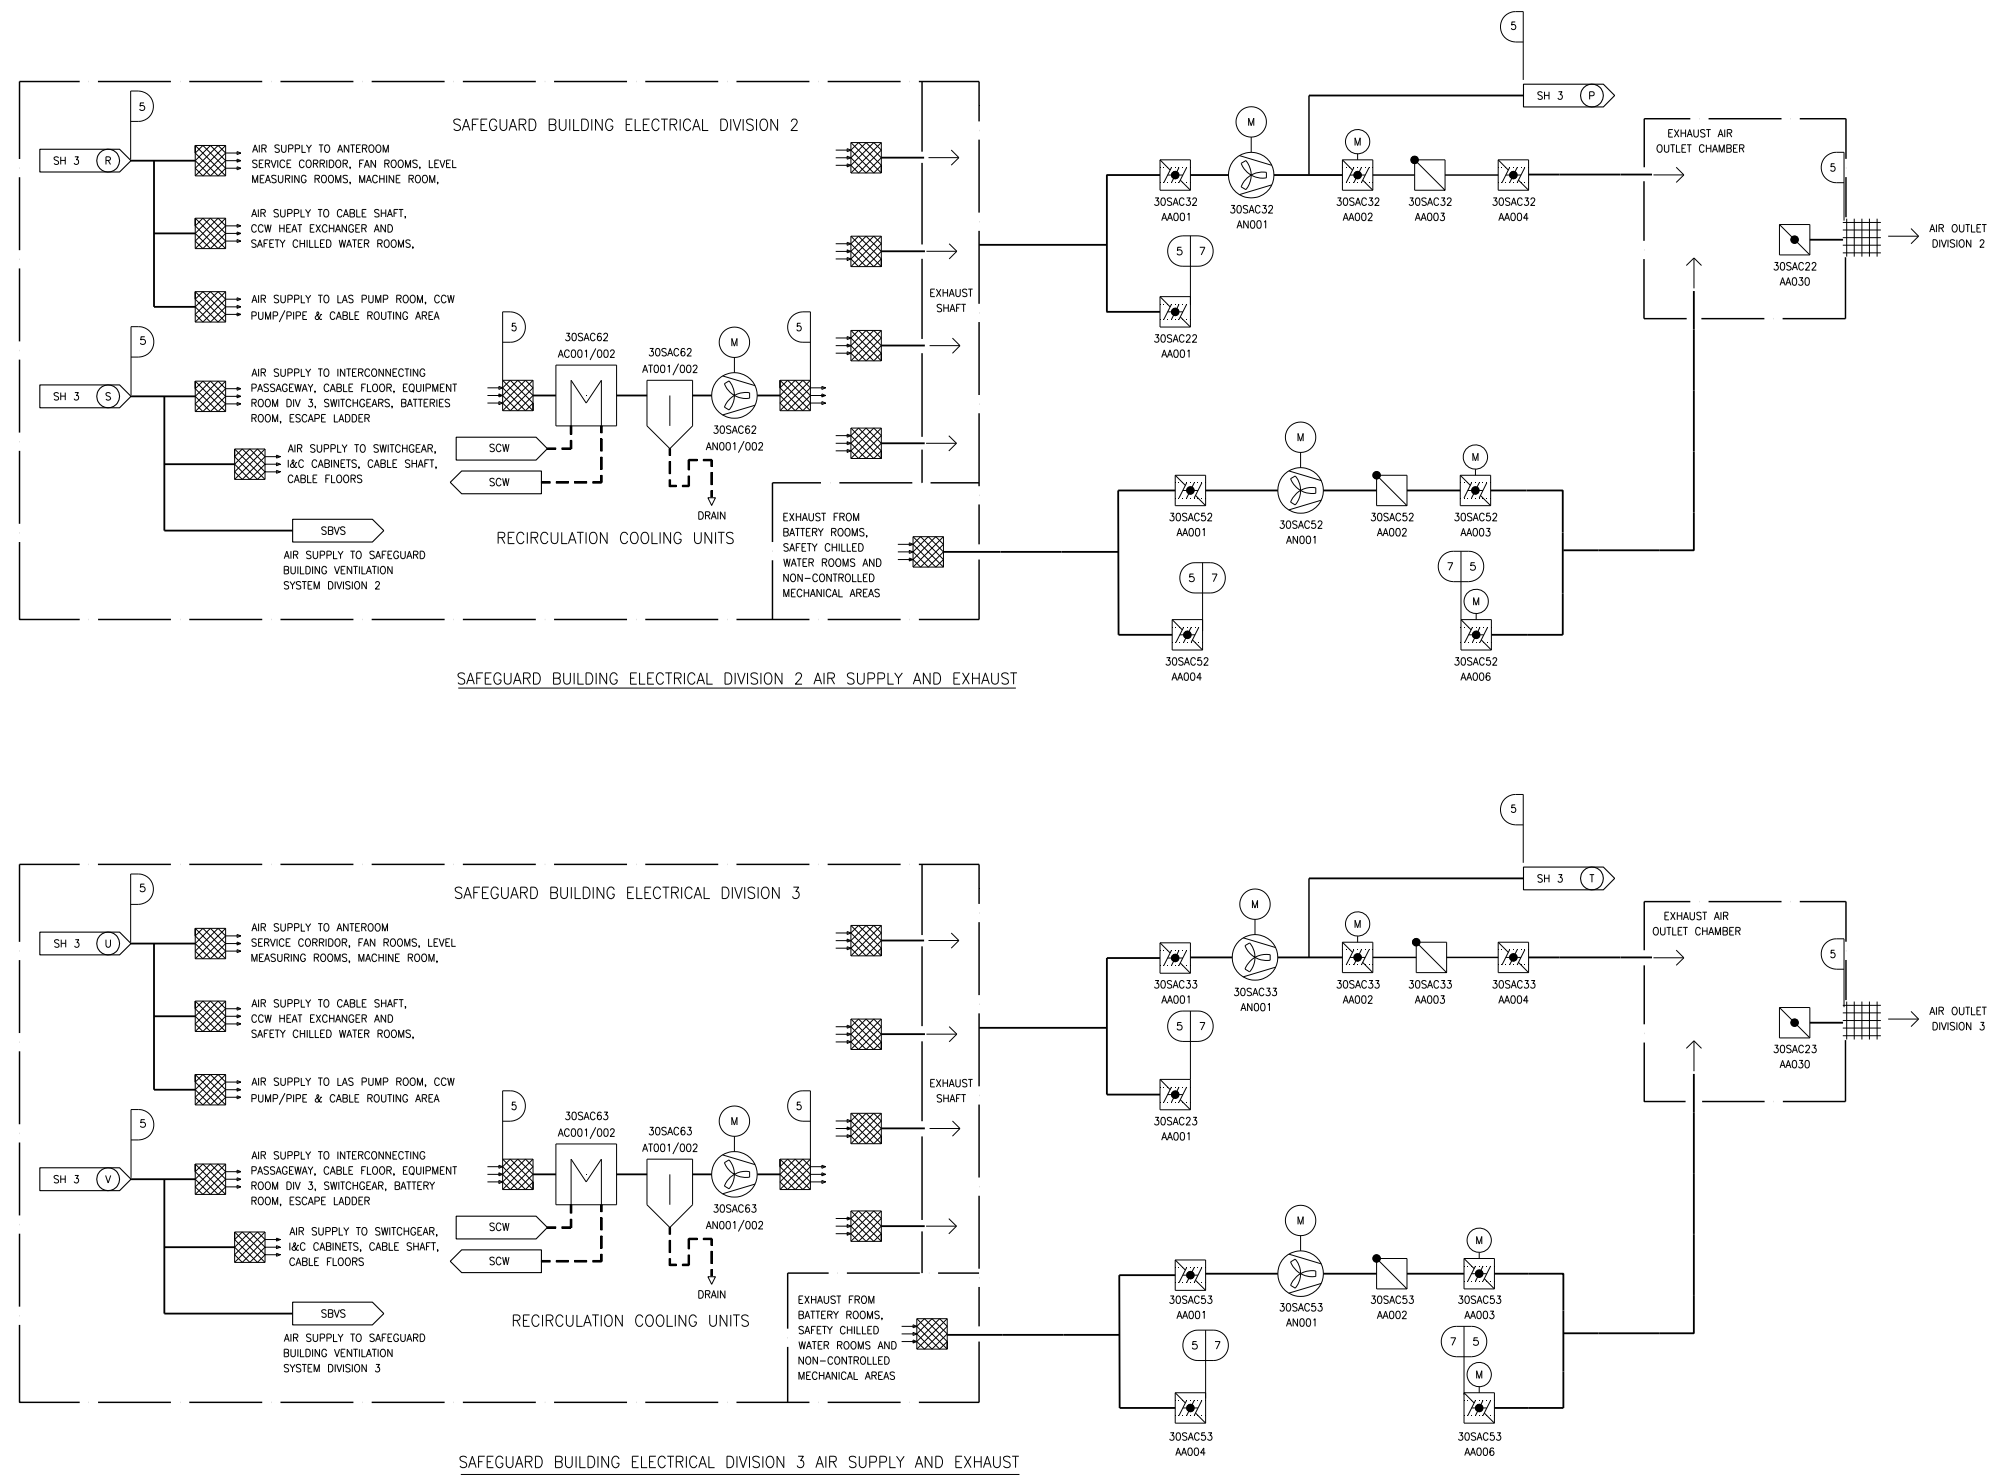 5
SH 3 P
5
SAFEGUARD BUILDING ELECTRICAL DIVISION 2
SH 3 R
AIR SUPPLY TO ANTEROOM
SERVICE CORRIDOR, FAN ROOMS, LEVEL
MEASURING ROOMS, MACHINE ROOM,
AIR SUPPLY TO CABLE SHAFT,
CCW HEAT EXCHANGER AND
SAFETY CHILLED WATER ROOMS,
AIR SUPPLY TO LAS PUMP ROOM, CCW
PUMP/PIPE & CABLE ROUTING AREA
5
SH 3 S
AIR SUPPLY TO INTERCONNECTING
PASSAGEWAY, CABLE FLOOR, EQUIPMENT
ROOM DIV 3, SWITCHGEARS, BATTERIES
ROOM, ESCAPE LADDER
AIR SUPPLY TO SWITCHGEAR,
I&C CABINETS, CABLE SHAFT,
CABLE FLOORS
SBVS
AIR SUPPLY TO SAFEGUARD
BUILDING VENTILATION
SYSTEM DIVISION 2
5
30SAC62
AC001/002
30SAC62
AT001/002
M
30SAC62
AN001/002
5
SCW
SCW
DRAIN
RECIRCULATION COOLING UNITS
EXHAUST
SHAFT
EXHAUST FROM
BATTERY ROOMS,
SAFETY CHILLED
WATER ROOMS AND
NON-CONTROLLED
MECHANICAL AREAS
30SAC32
AA001
M
30SAC32
AN001
M
30SAC32
AA002
30SAC32
AA003
30SAC32
AA004
5 7
30SAC22
AA001
EXHAUST AIR
OUTLET CHAMBER
5
30SAC22
AA030
AIR OUTLET
DIVISION 2
30SAC52
AA001
M
30SAC52
AN001
30SAC52
AA002
M
30SAC52
AA003
5 7
30SAC52
AA004
7 5
M
30SAC52
AA006
SAFEGUARD BUILDING ELECTRICAL DIVISION 2 AIR SUPPLY AND EXHAUST
5
SH 3 T
5
SAFEGUARD BUILDING ELECTRICAL DIVISION 3
SH 3 U
AIR SUPPLY TO ANTEROOM
SERVICE CORRIDOR, FAN ROOMS, LEVEL
MEASURING ROOMS, MACHINE ROOM,
AIR SUPPLY TO CABLE SHAFT,
CCW HEAT EXCHANGER AND
SAFETY CHILLED WATER ROOMS,
AIR SUPPLY TO LAS PUMP ROOM, CCW
PUMP/PIPE & CABLE ROUTING AREA
5
SH 3 V
AIR SUPPLY TO INTERCONNECTING
PASSAGEWAY, CABLE FLOOR, EQUIPMENT
ROOM DIV 3, SWITCHGEAR, BATTERY
ROOM, ESCAPE LADDER
AIR SUPPLY TO SWITCHGEAR,
I&C CABINETS, CABLE SHAFT,
CABLE FLOORS
SBVS
AIR SUPPLY TO SAFEGUARD
BUILDING VENTILATION
SYSTEM DIVISION 3
5
30SAC63
AC001/002
30SAC63
AT001/002
M
30SAC63
AN001/002
5
SCW
SCW
DRAIN
RECIRCULATION COOLING UNITS
EXHAUST
SHAFT
EXHAUST FROM
BATTERY ROOMS,
SAFETY CHILLED
WATER ROOMS AND
NON-CONTROLLED
MECHANICAL AREAS
30SAC33
AA001
M
30SAC33
AN001
M
30SAC33
AA002
30SAC33
AA003
30SAC33
AA004
5 7
30SAC23
AA001
EXHAUST AIR
OUTLET CHAMBER
5
30SAC23
AA030
AIR OUTLET
DIVISION 3
30SAC53
AA001
M
30SAC53
AN001
30SAC53
AA002
M
30SAC53
AA003
5 7
30SAC53
AA004
7 5
M
30SAC53
AA006
SAFEGUARD BUILDING ELECTRICAL DIVISION 3 AIR SUPPLY AND EXHAUST